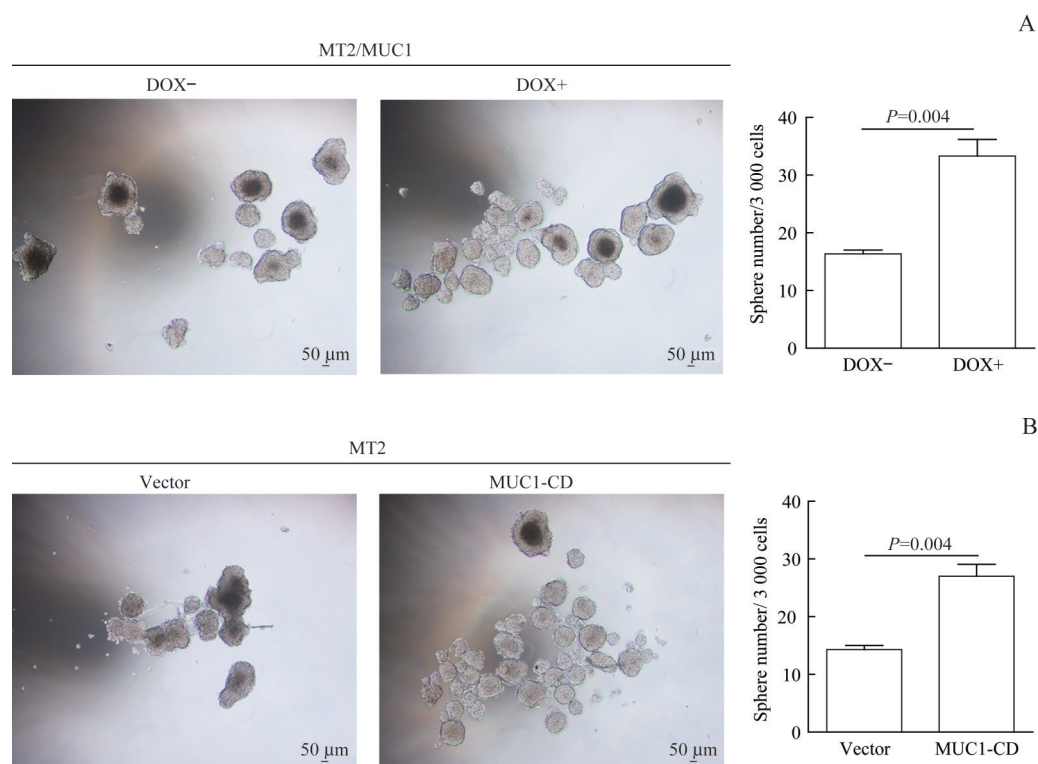 A
MT2/MUC1
DOX− DOX+
50 μm
50 μm
Sphere number/3 000 cells
40
30
20
10
0
P=0.004
DOX− DOX+
B
MT2
Vector MUC1-CD
50 μm
50 μm
Sphere number/ 3 000 cells
40
30
20
10
0
P=0.004
Vector MUC1-CD